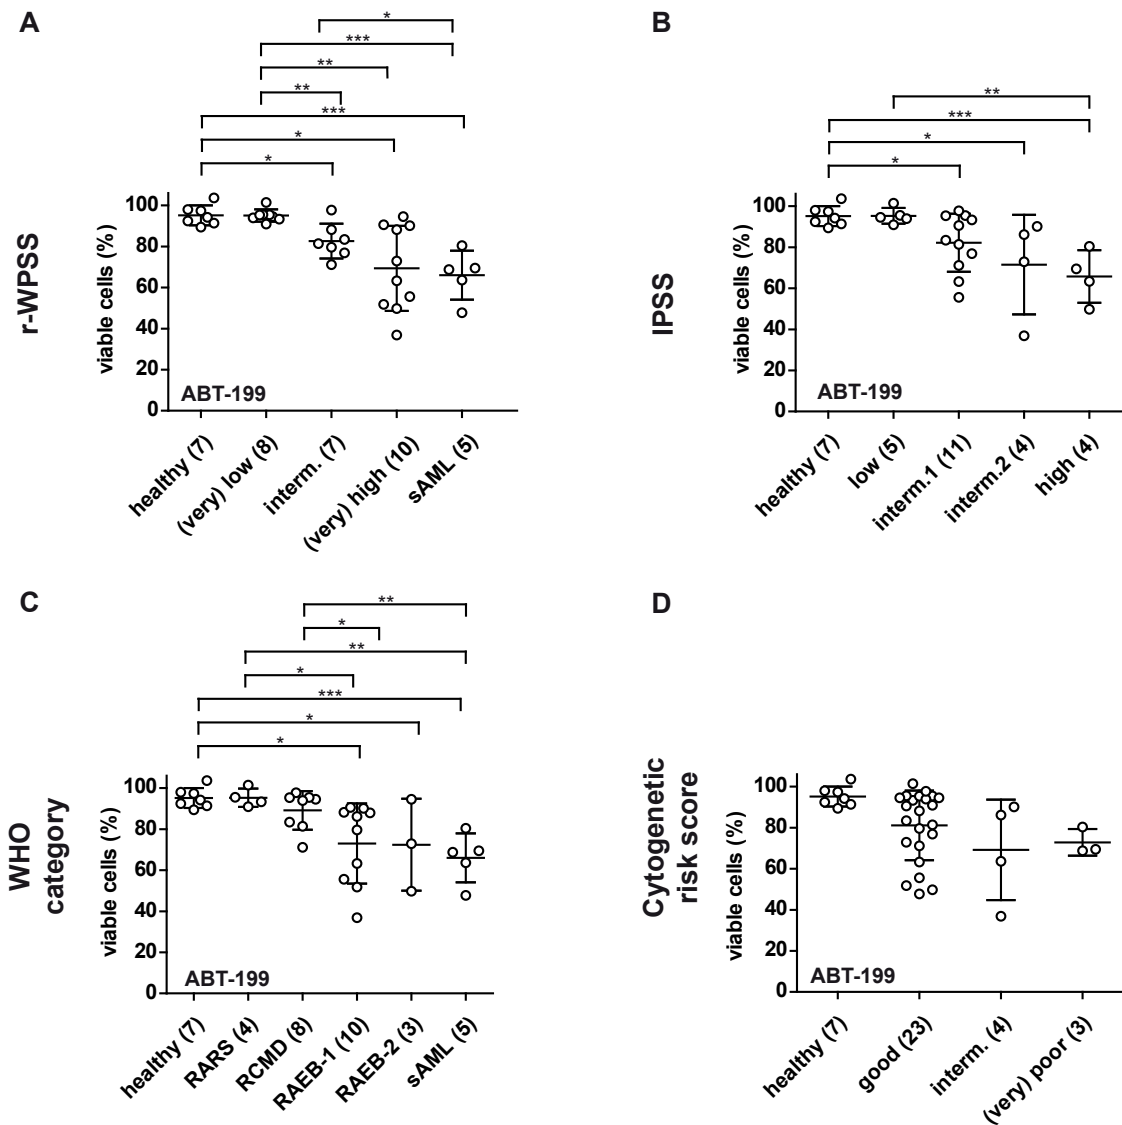 A
*
***
**
**
***
*
*
r-WPSS
viable cells (%)
100
80
60
40
20
0
ABT-199
healthy (7)
(very) low (8)
interm. (7)
(very) high (10)
sAML (5)
B
**
***
*
*
IPSS
viable cells (%)
100
80
60
40
20
0
ABT-199
healthy (7)
low (5)
interm.1 (11)
interm.2 (4)
high (4)
C
**
*
**
*
***
*
*
WHO
category
viable cells (%)
100
80
60
40
20
0
ABT-199
healthy (7)
RARS (4)
RCMD (8)
RAEB-1 (10)
RAEB-2 (3)
sAML (5)
D
Cytogenetic
risk score
viable cells (%)
100
80
60
40
20
0
ABT-199
healthy (7)
good (23)
interm. (4)
(very) poor (3)